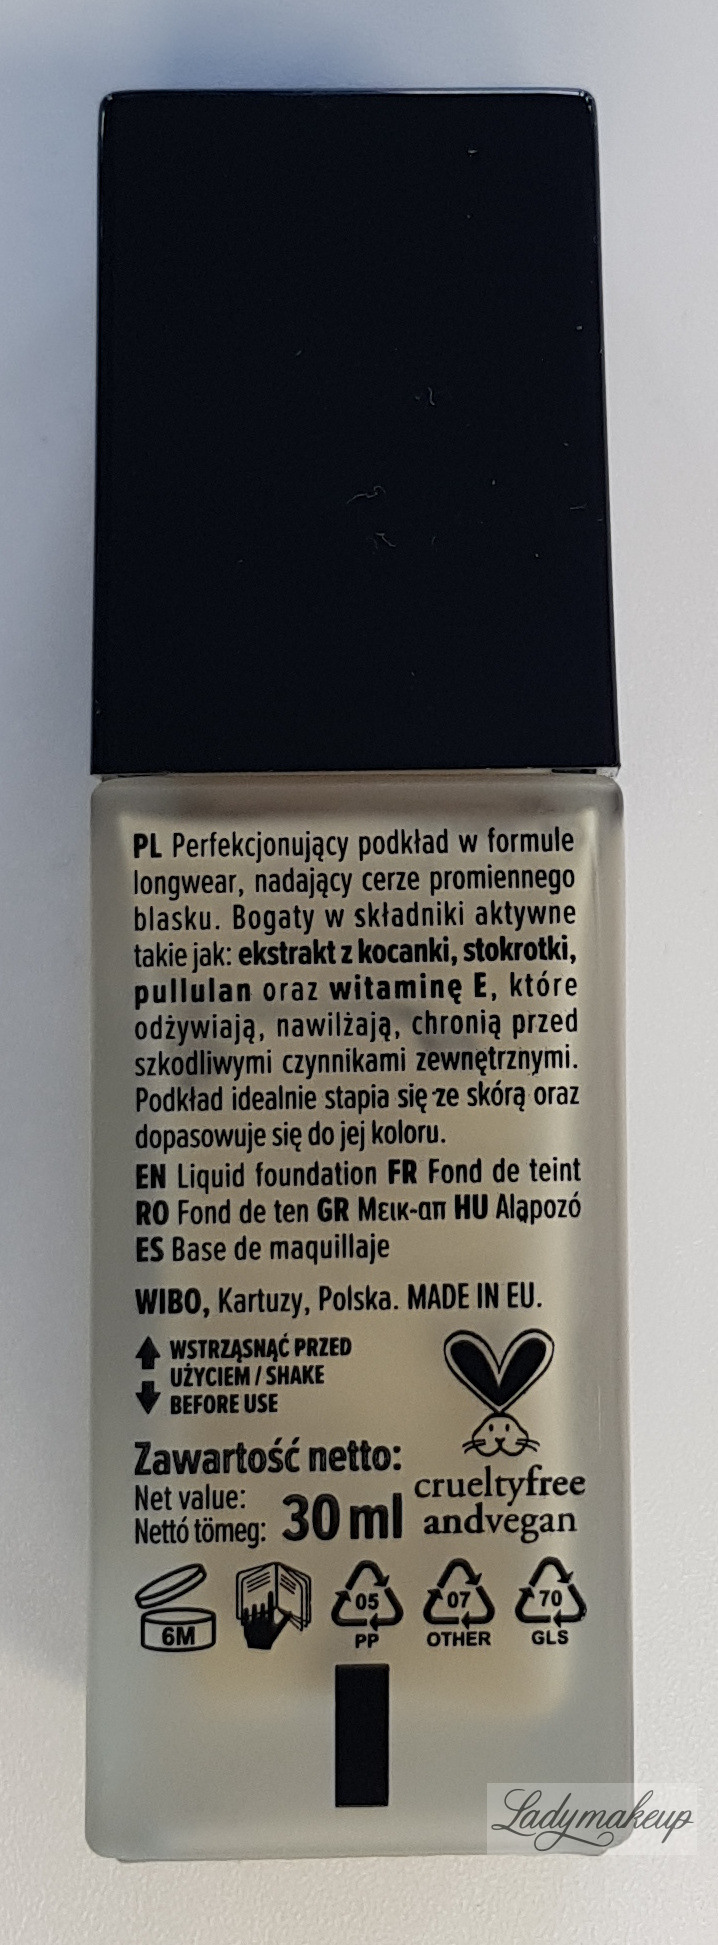 PL Perfekcjonujący podkład w formule
longwear, nadający cerze promiennego
blasku. Bogaty w składniki aktywne
takie jak: ekstrakt z kocanki, stokrotki,
pullulan oraz witaminę E, które
odżywiają, nawilżają, chronią przed
szkodliwymi czynnikami zewnętrznymi.
Podkład idealnie stapia się ze skórą oraz
dopasowuje się do jej koloru.
EN Liquid foundation FR Fond de teint
RO Fond de ten GR Μεικ-απ HU Aląpozó
ES Base de maquillaje
WIBO, Kartuzy, Polska. MADE IN EU.
WSTRZĄSNĄĆ PRZED
UŻYCIEM / SHAKE
BEFORE USE
Zawartość netto:
Net value:
Nettó tömeg:
30 ml
crueltyfree
andvegan
6M
05
PP
07
OTHER
70
GLS
Ladymakeup